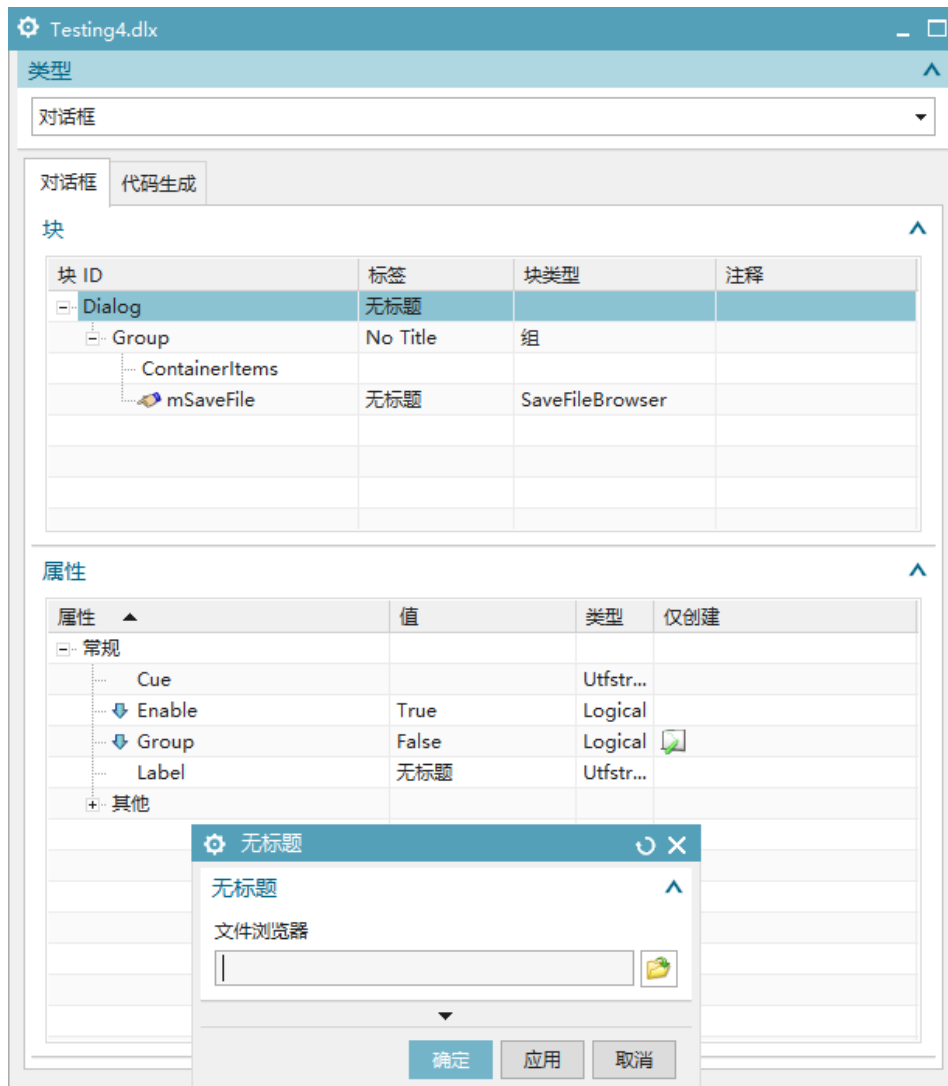 Testing4.dlx
类型
对话框
对话框 代码生成
块
块 ID 标签 块类型 注释
Dialog 无标题
Group No Title 组
ContainerItems
mSaveFile 无标题 SaveFileBrowser
属性
属性 值 类型 仅创建
常规
Cue Utfstr...
Enable True Logical
Group False Logical
Label 无标题 Utfstr...
其他
无标题
无标题
文件浏览器
确定 应用 取消